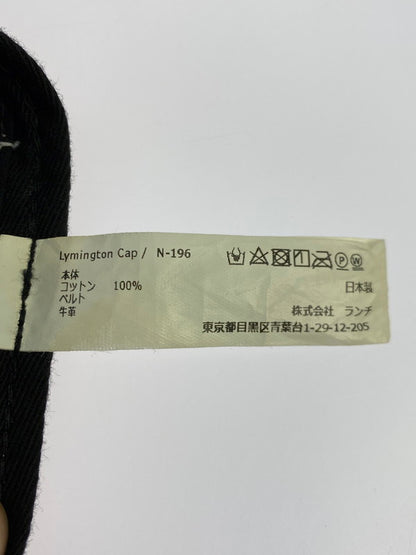 Lymington Cap / N-196
本体
コットン 100%
ベルト
牛革
日本製
株式会社 ランチ
東京都目黒区青葉台1-29-12-205